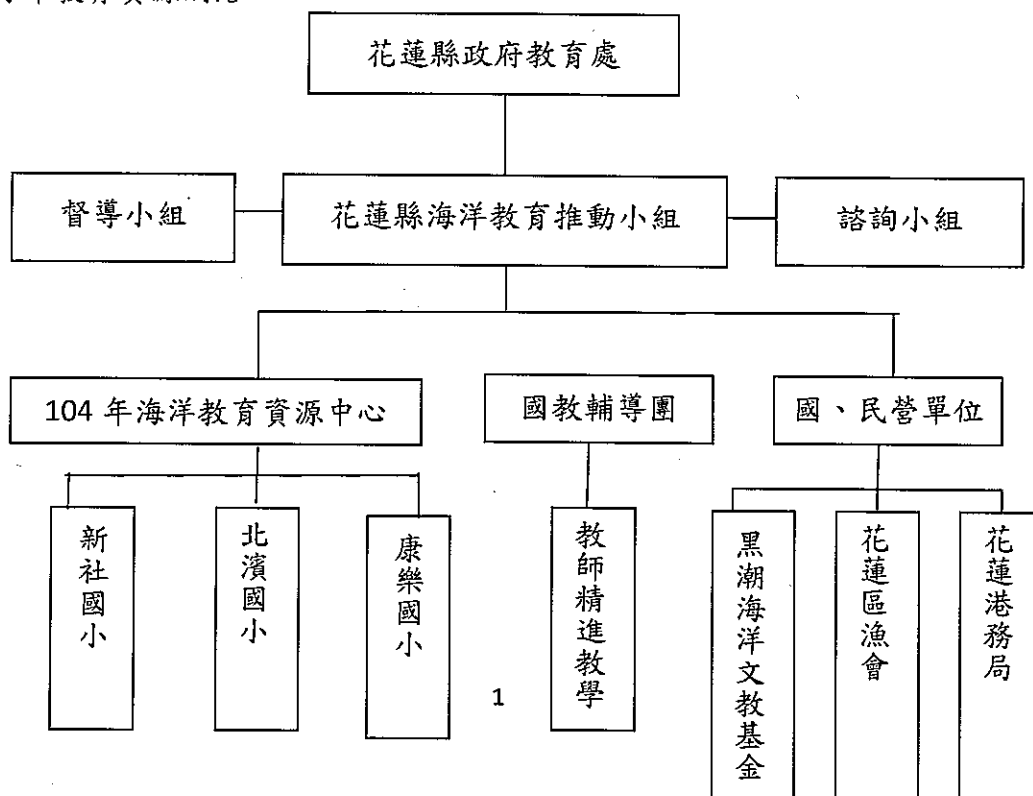 花蓮縣政府教育處
督導小組
花蓮縣海洋教育推動小組
諮詢小組
104 年海洋教育資源中心
國教輔導團
國、民營單位
新社國小
北濱國小
康樂國小
教師精進教學
黑潮海洋文教基金
花蓮區漁會
花蓮港務局
1